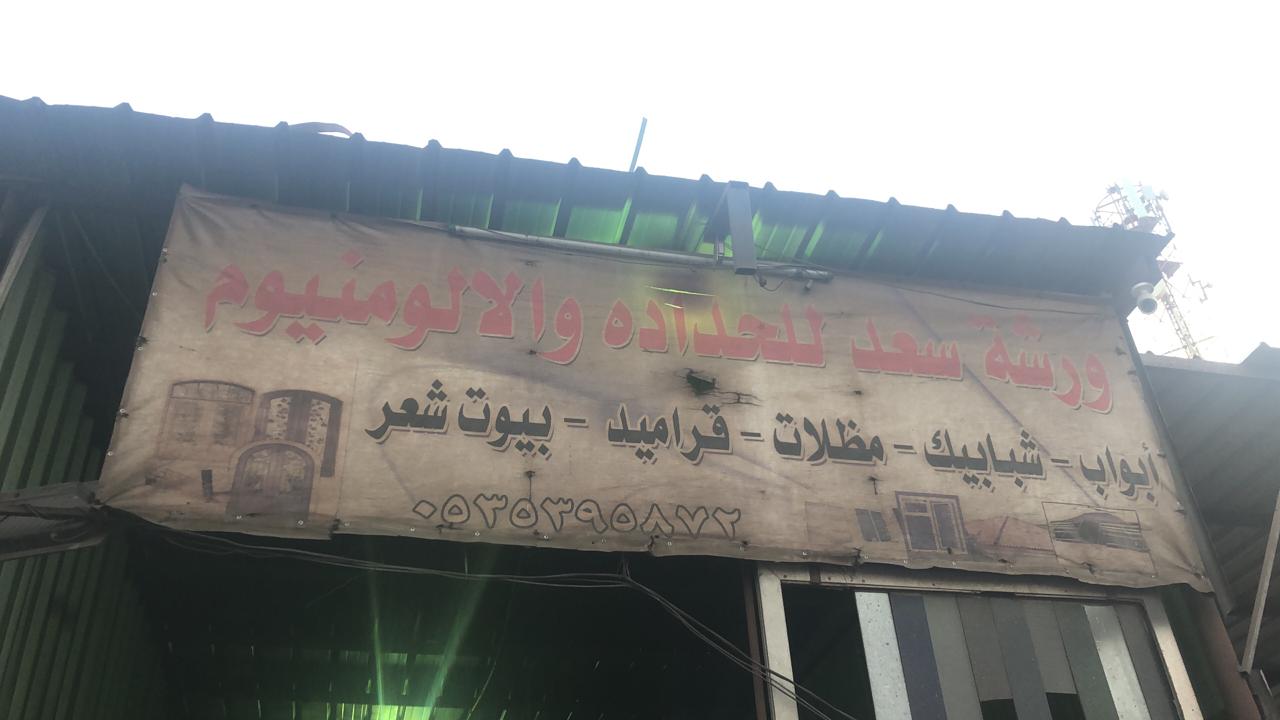 ورشة سعد للحداده والالومنيوم
أبواب - شبابيك - مظلات - قراميد - بيوت شعر
٠٥٣٥٣٩٥٨٧٢